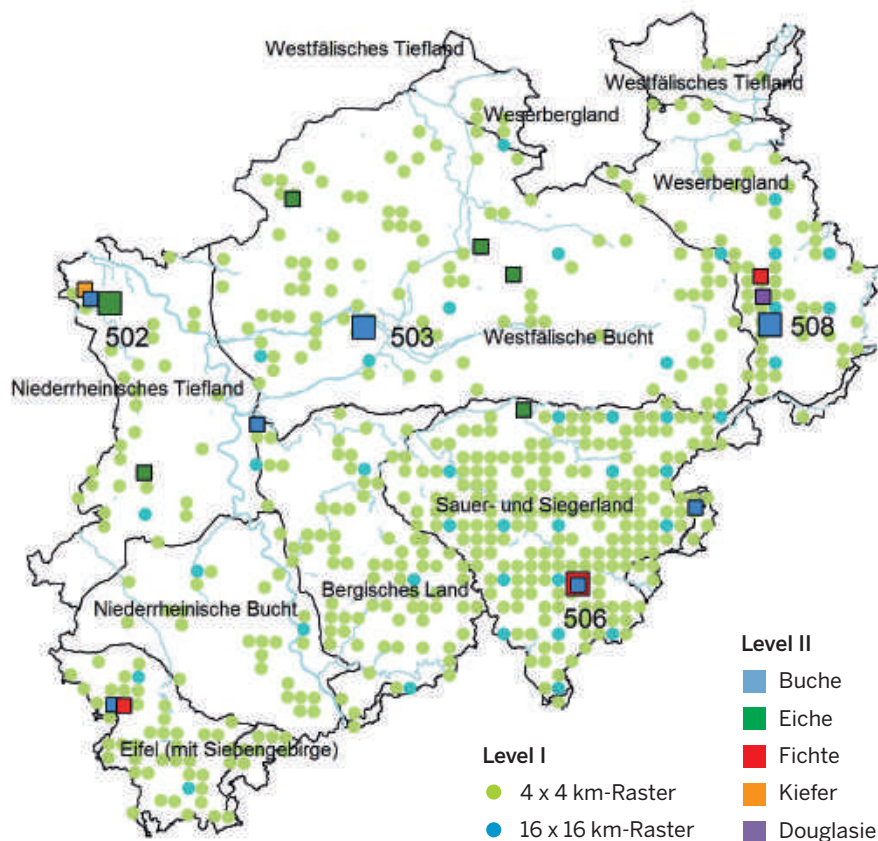 Westfälisches Tiefland
Westfälisches Tiefland
Weserbergland
Weserbergland
502
503
508
Westfälische Bucht
Niederrheinisches Tiefland
Sauer- und Siegerland
Niederrheinische Bucht
Bergisches Land
506
Eifel (mit Siebengebirge)
Level I
4 x 4 km-Raster
16 x 16 km-Raster
Level II
Buche
Eiche
Fichte
Kiefer
Douglasie